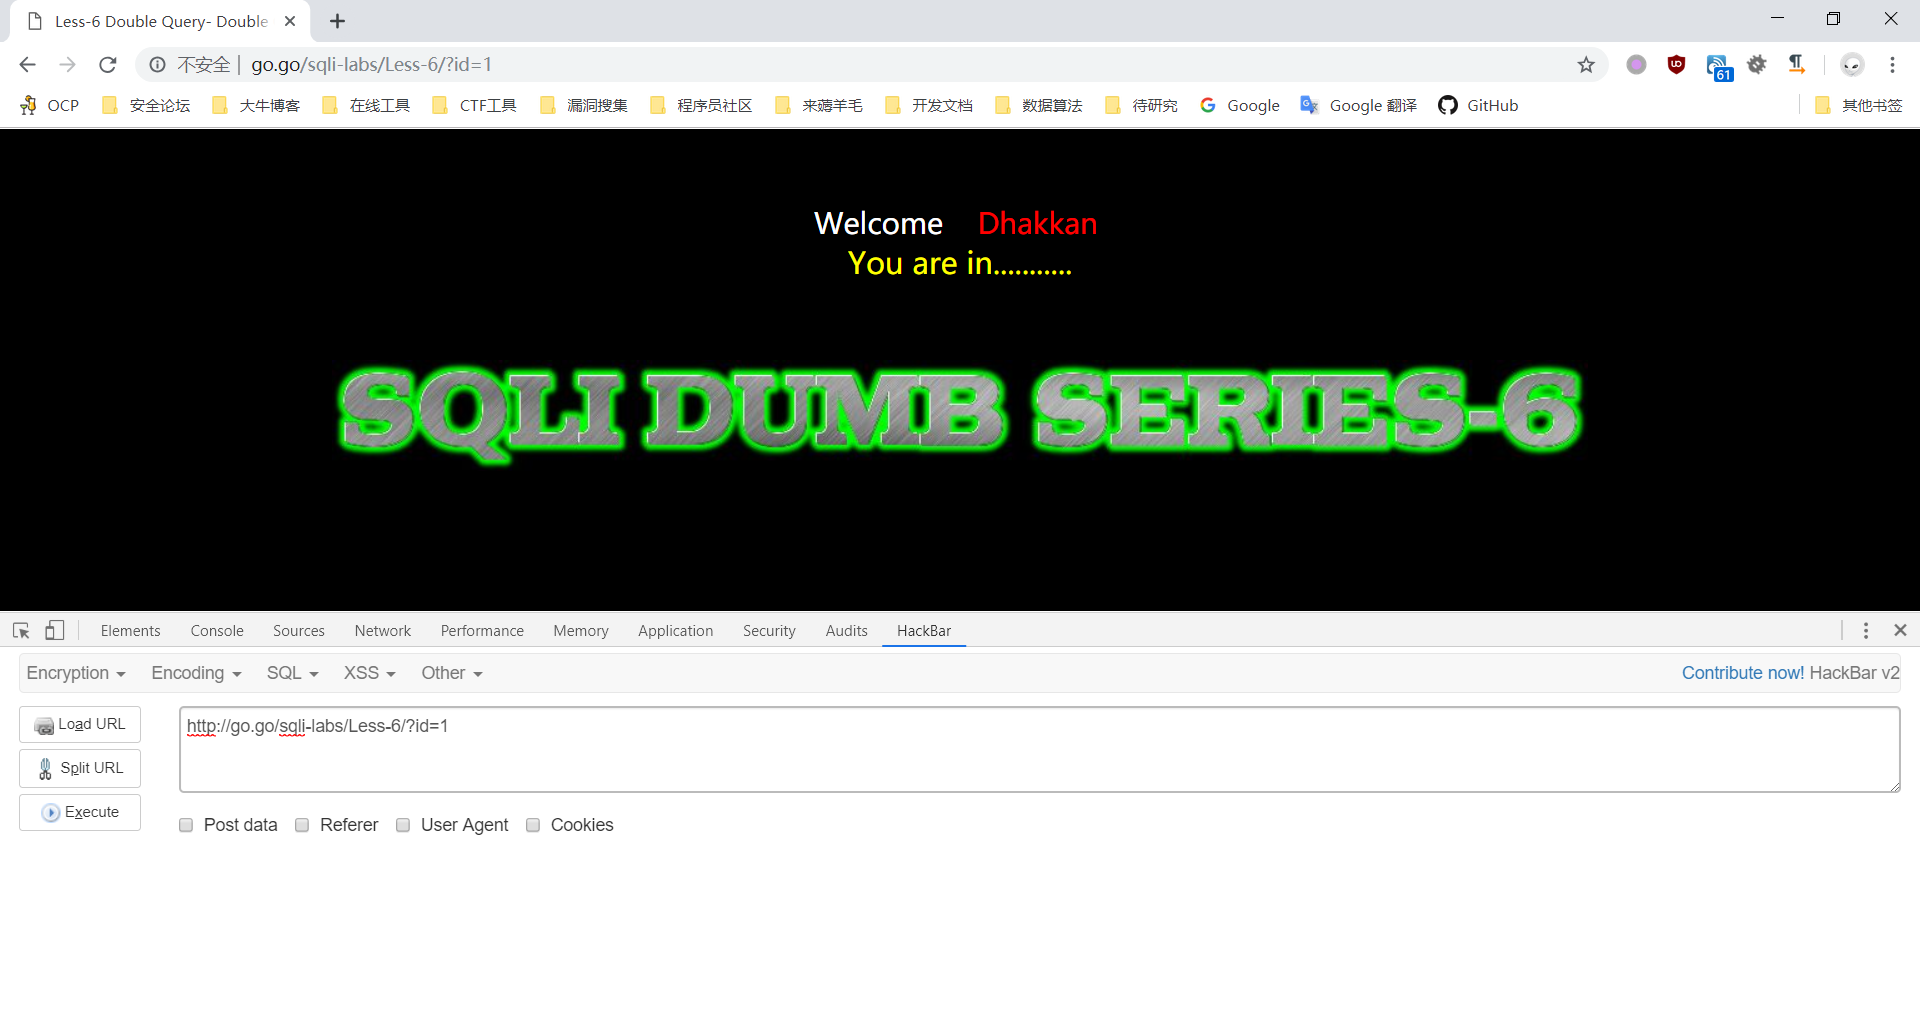 Less-6 Double Query- Double
不安全 | go.go/sqli-labs/Less-6/?id=1
61
OCP 安全论坛 大牛博客 在线工具 CTF工具 漏洞搜集 程序员社区 来薅羊毛 开发文档 数据算法 待研究 Google Google 翻译 GitHub 其他书签
Welcome Dhakkan
You are in...........
SQLI DUMB SERIES-6
Elements Console Sources Network Performance Memory Application Security Audits HackBar
Encryption Encoding SQL XSS Other Contribute now! HackBar v2
Load URL http://go.go/sqli-labs/Less-6/?id=1
Split URL
Execute
Post data Referer User Agent Cookies